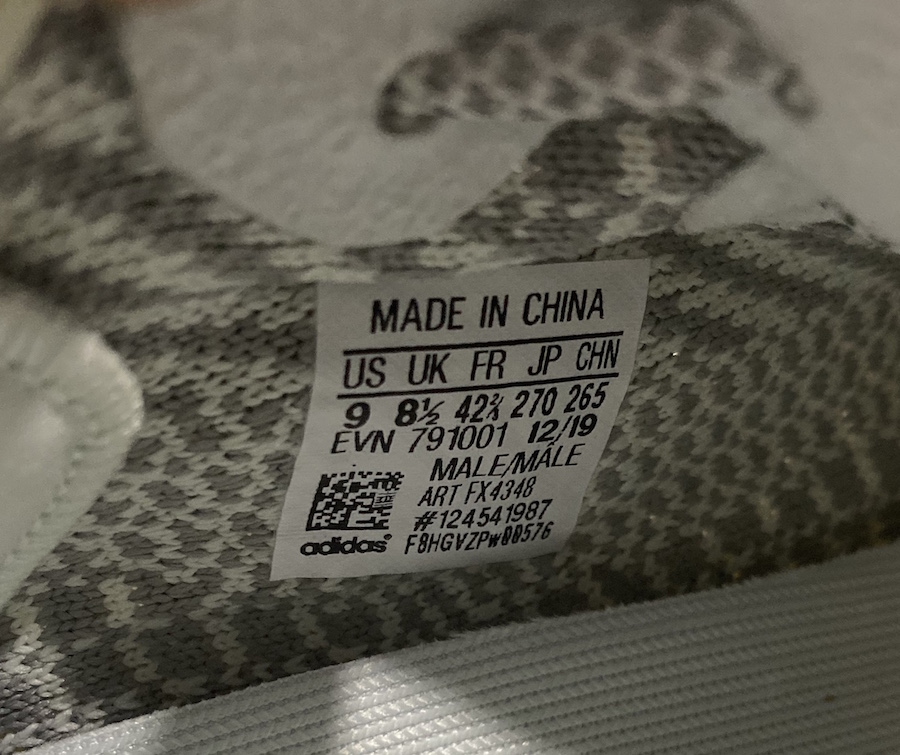 MADE IN CHINA
US UK FR JP CHN
9 8½ 42⅔ 270 265
EVN 791001 12/19
MALE/MÂLE
ART FX4348
#124541987
adidas® F8HGVZPW00576